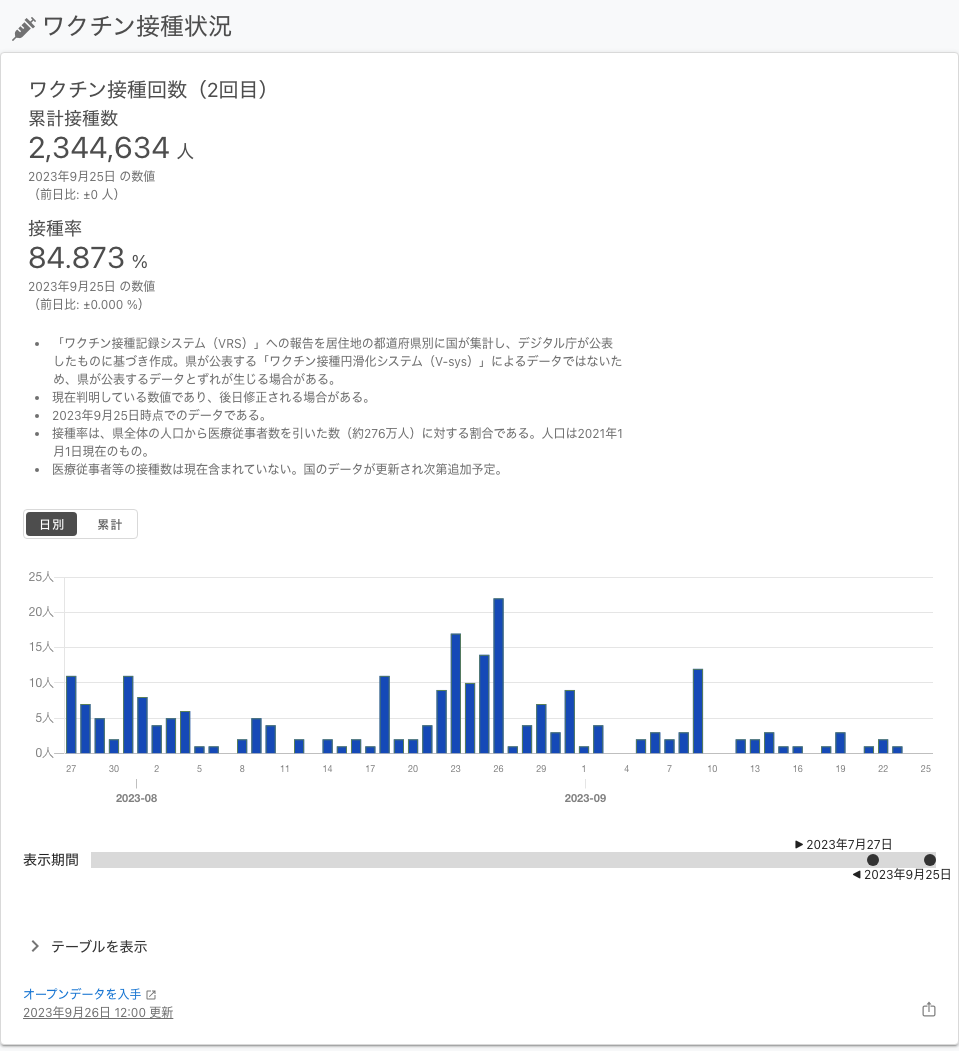 ワクチン接種状況
ワクチン接種回数（2回目）
累計接種数
2,344,634 人
2023年9月25日 の数値
（前日比: ±0 人）
接種率
84.873 %
2023年9月25日 の数値
（前日比: ±0.000 %）
• 「ワクチン接種記録システム（VRS）」への報告を居住地の都道府県別に国が集計し、デジタル庁が公表
したものに基づき作成。県が公表する「ワクチン接種円滑化システム（V-sys）」によるデータではないた
め、県が公表するデータとずれが生じる場合がある。
• 現在判明している数値であり、後日修正される場合がある。
• 2023年9月25日時点でのデータである。
• 接種率は、県全体の人口から医療従事者数を引いた数（約276万人）に対する割合である。人口は2021年1
月1日現在のもの。
• 医療従事者等の接種数は現在含まれていない。国のデータが更新され次第追加予定。
日別 累計
25人
20人
15人
10人
5人
0人
27 30 2 5 8 11 14 17 20 23 26 29 1 4 7 10 13 16 19 22 25
2023-08 2023-09
▶ 2023年7月27日
表示期間
◀ 2023年9月25日
テーブルを表示
オープンデータを入手
2023年9月26日 12:00 更新